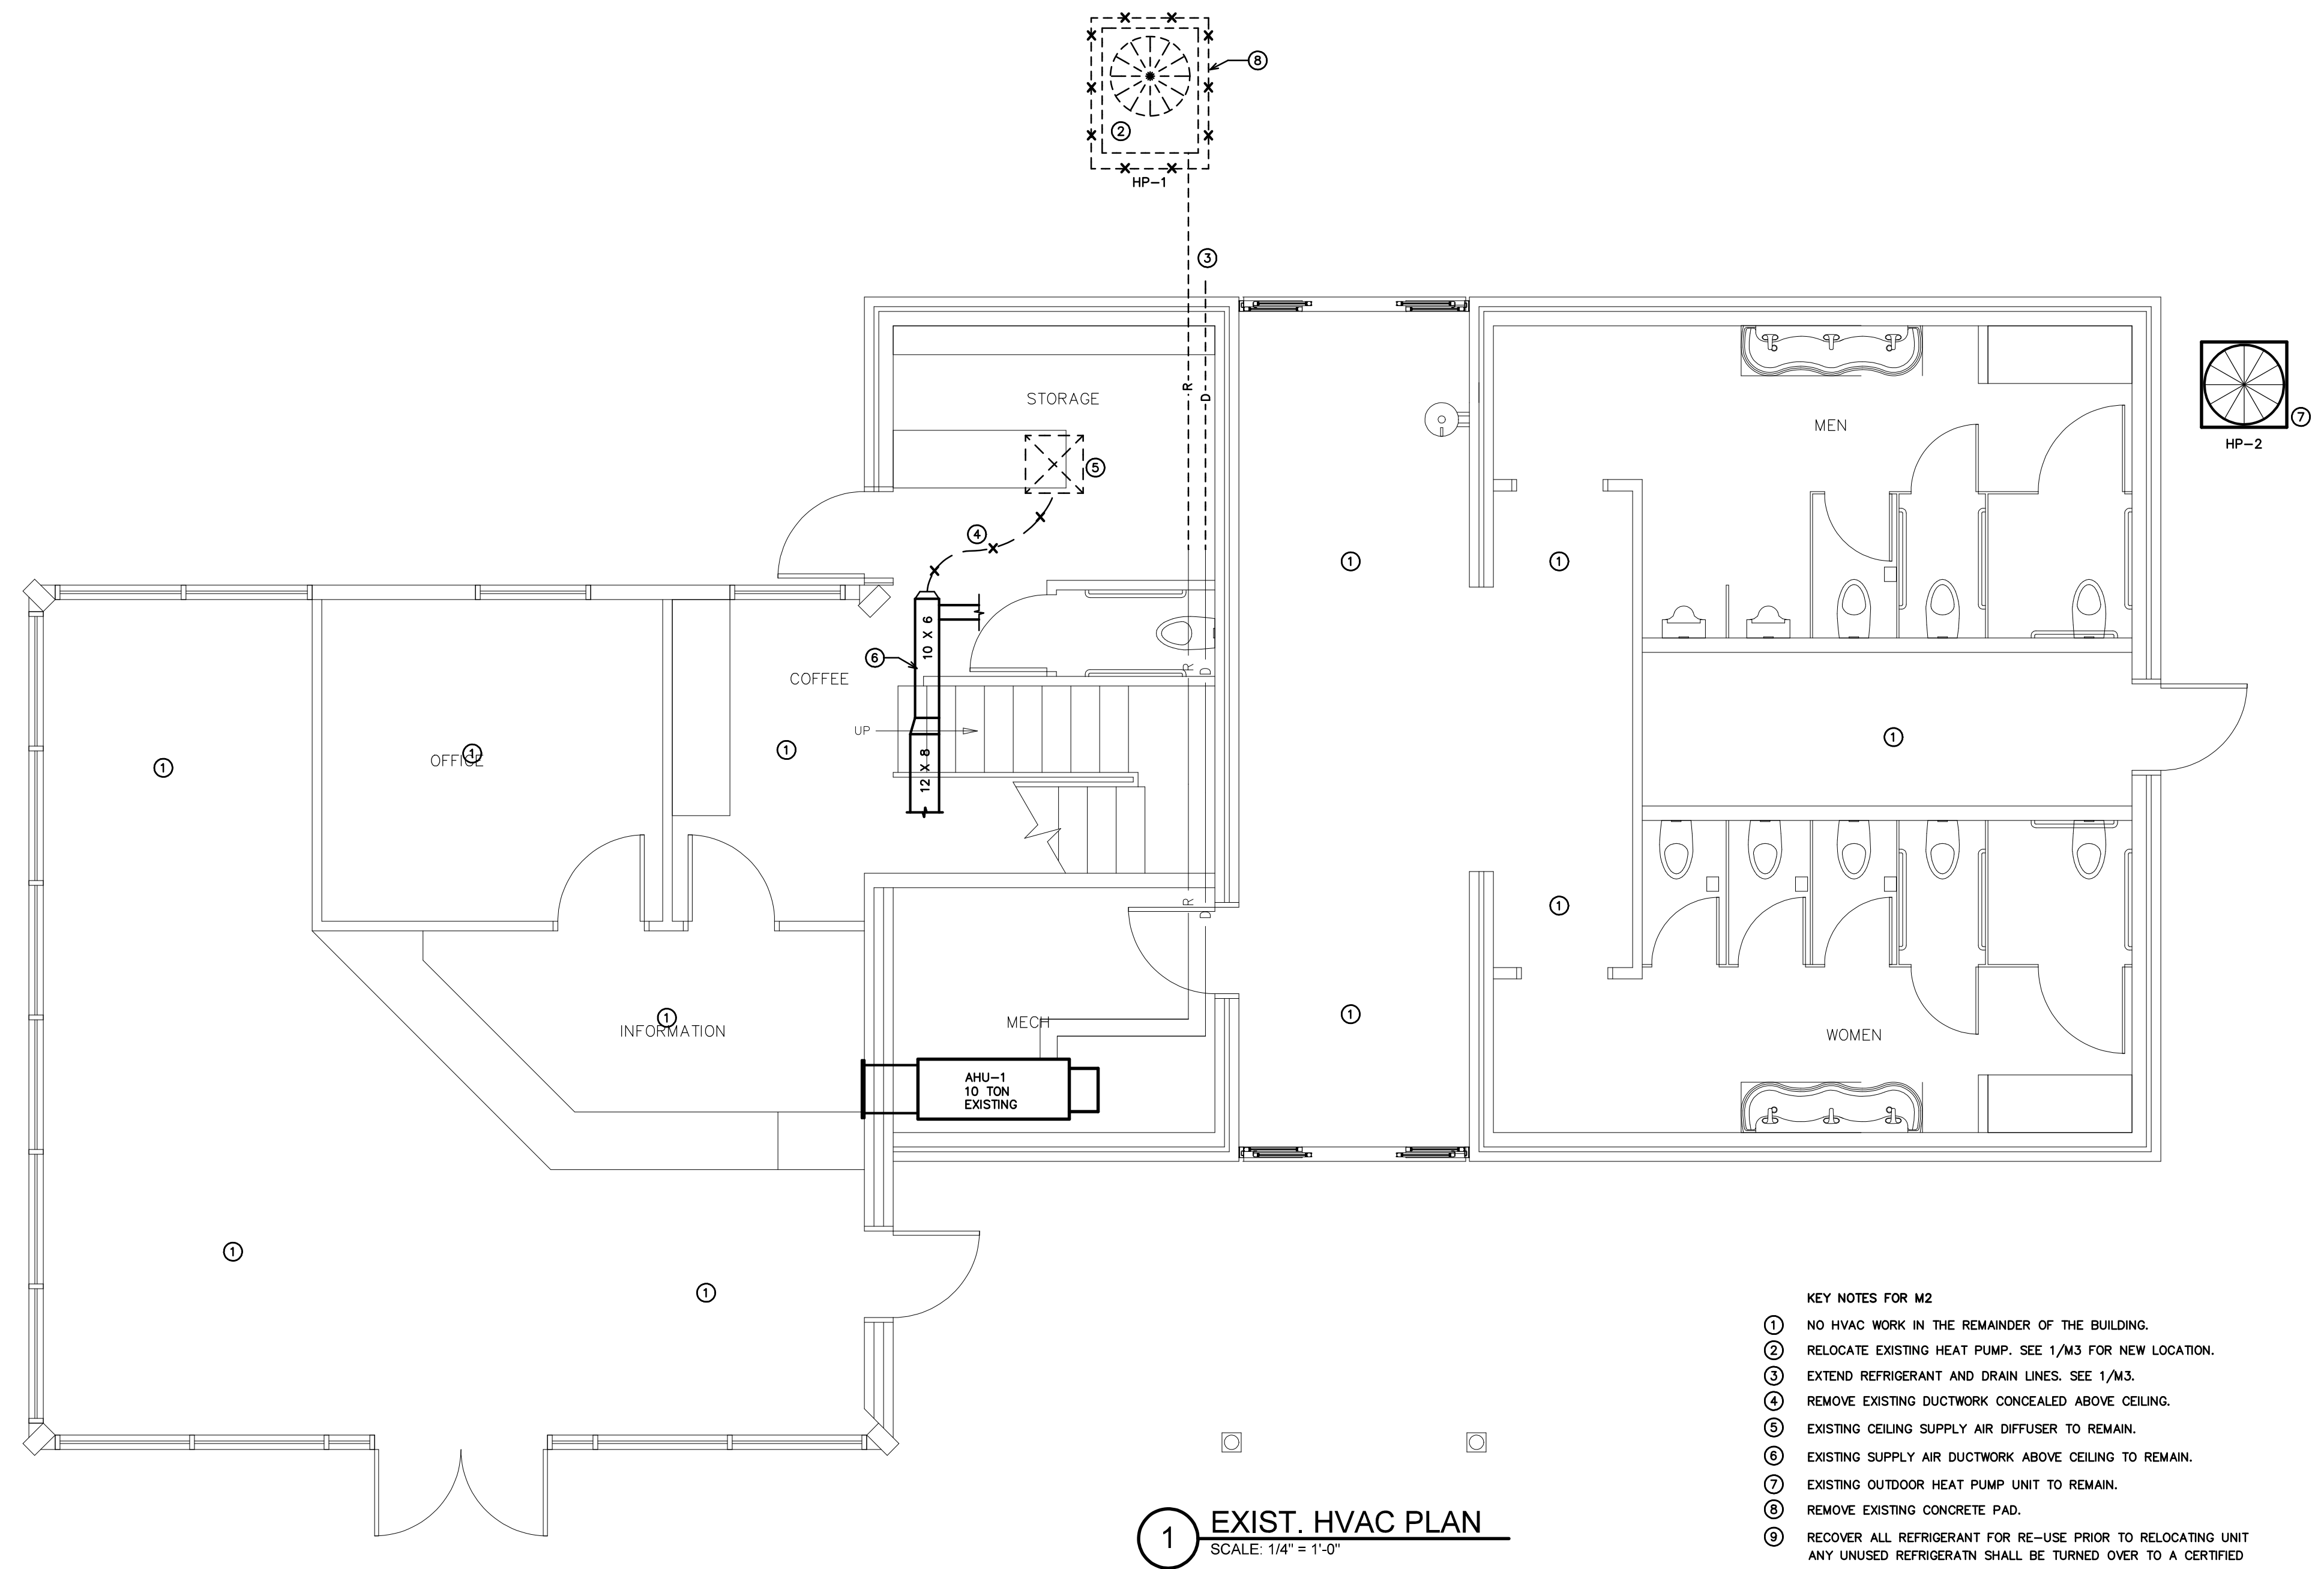 8
2
HP-1
3
R
D
STORAGE
MEN
7
HP-2
5
4
1
1
10 X 6
6
R
D
COFFEE
UP
1
OFFICE
1
1
1
12 X 8
R
D
1
1
1
INFORMATION
MECH
WOMEN
AHU-1
10 TON
EXISTING
1
1
KEY NOTES FOR M2
1 NO HVAC WORK IN THE REMAINDER OF THE BUILDING.
2 RELOCATE EXISTING HEAT PUMP. SEE 1/M3 FOR NEW LOCATION.
3 EXTEND REFRIGERANT AND DRAIN LINES. SEE 1/M3.
4 REMOVE EXISTING DUCTWORK CONCEALED ABOVE CEILING.
5 EXISTING CEILING SUPPLY AIR DIFFUSER TO REMAIN.
6 EXISTING SUPPLY AIR DUCTWORK ABOVE CEILING TO REMAIN.
7 EXISTING OUTDOOR HEAT PUMP UNIT TO REMAIN.
8 REMOVE EXISTING CONCRETE PAD.
9 RECOVER ALL REFRIGERANT FOR RE-USE PRIOR TO RELOCATING UNIT
ANY UNUSED REFRIGERATN SHALL BE TURNED OVER TO A CERTIFIED
1 EXIST. HVAC PLAN
SCALE: 1/4" = 1'-0"